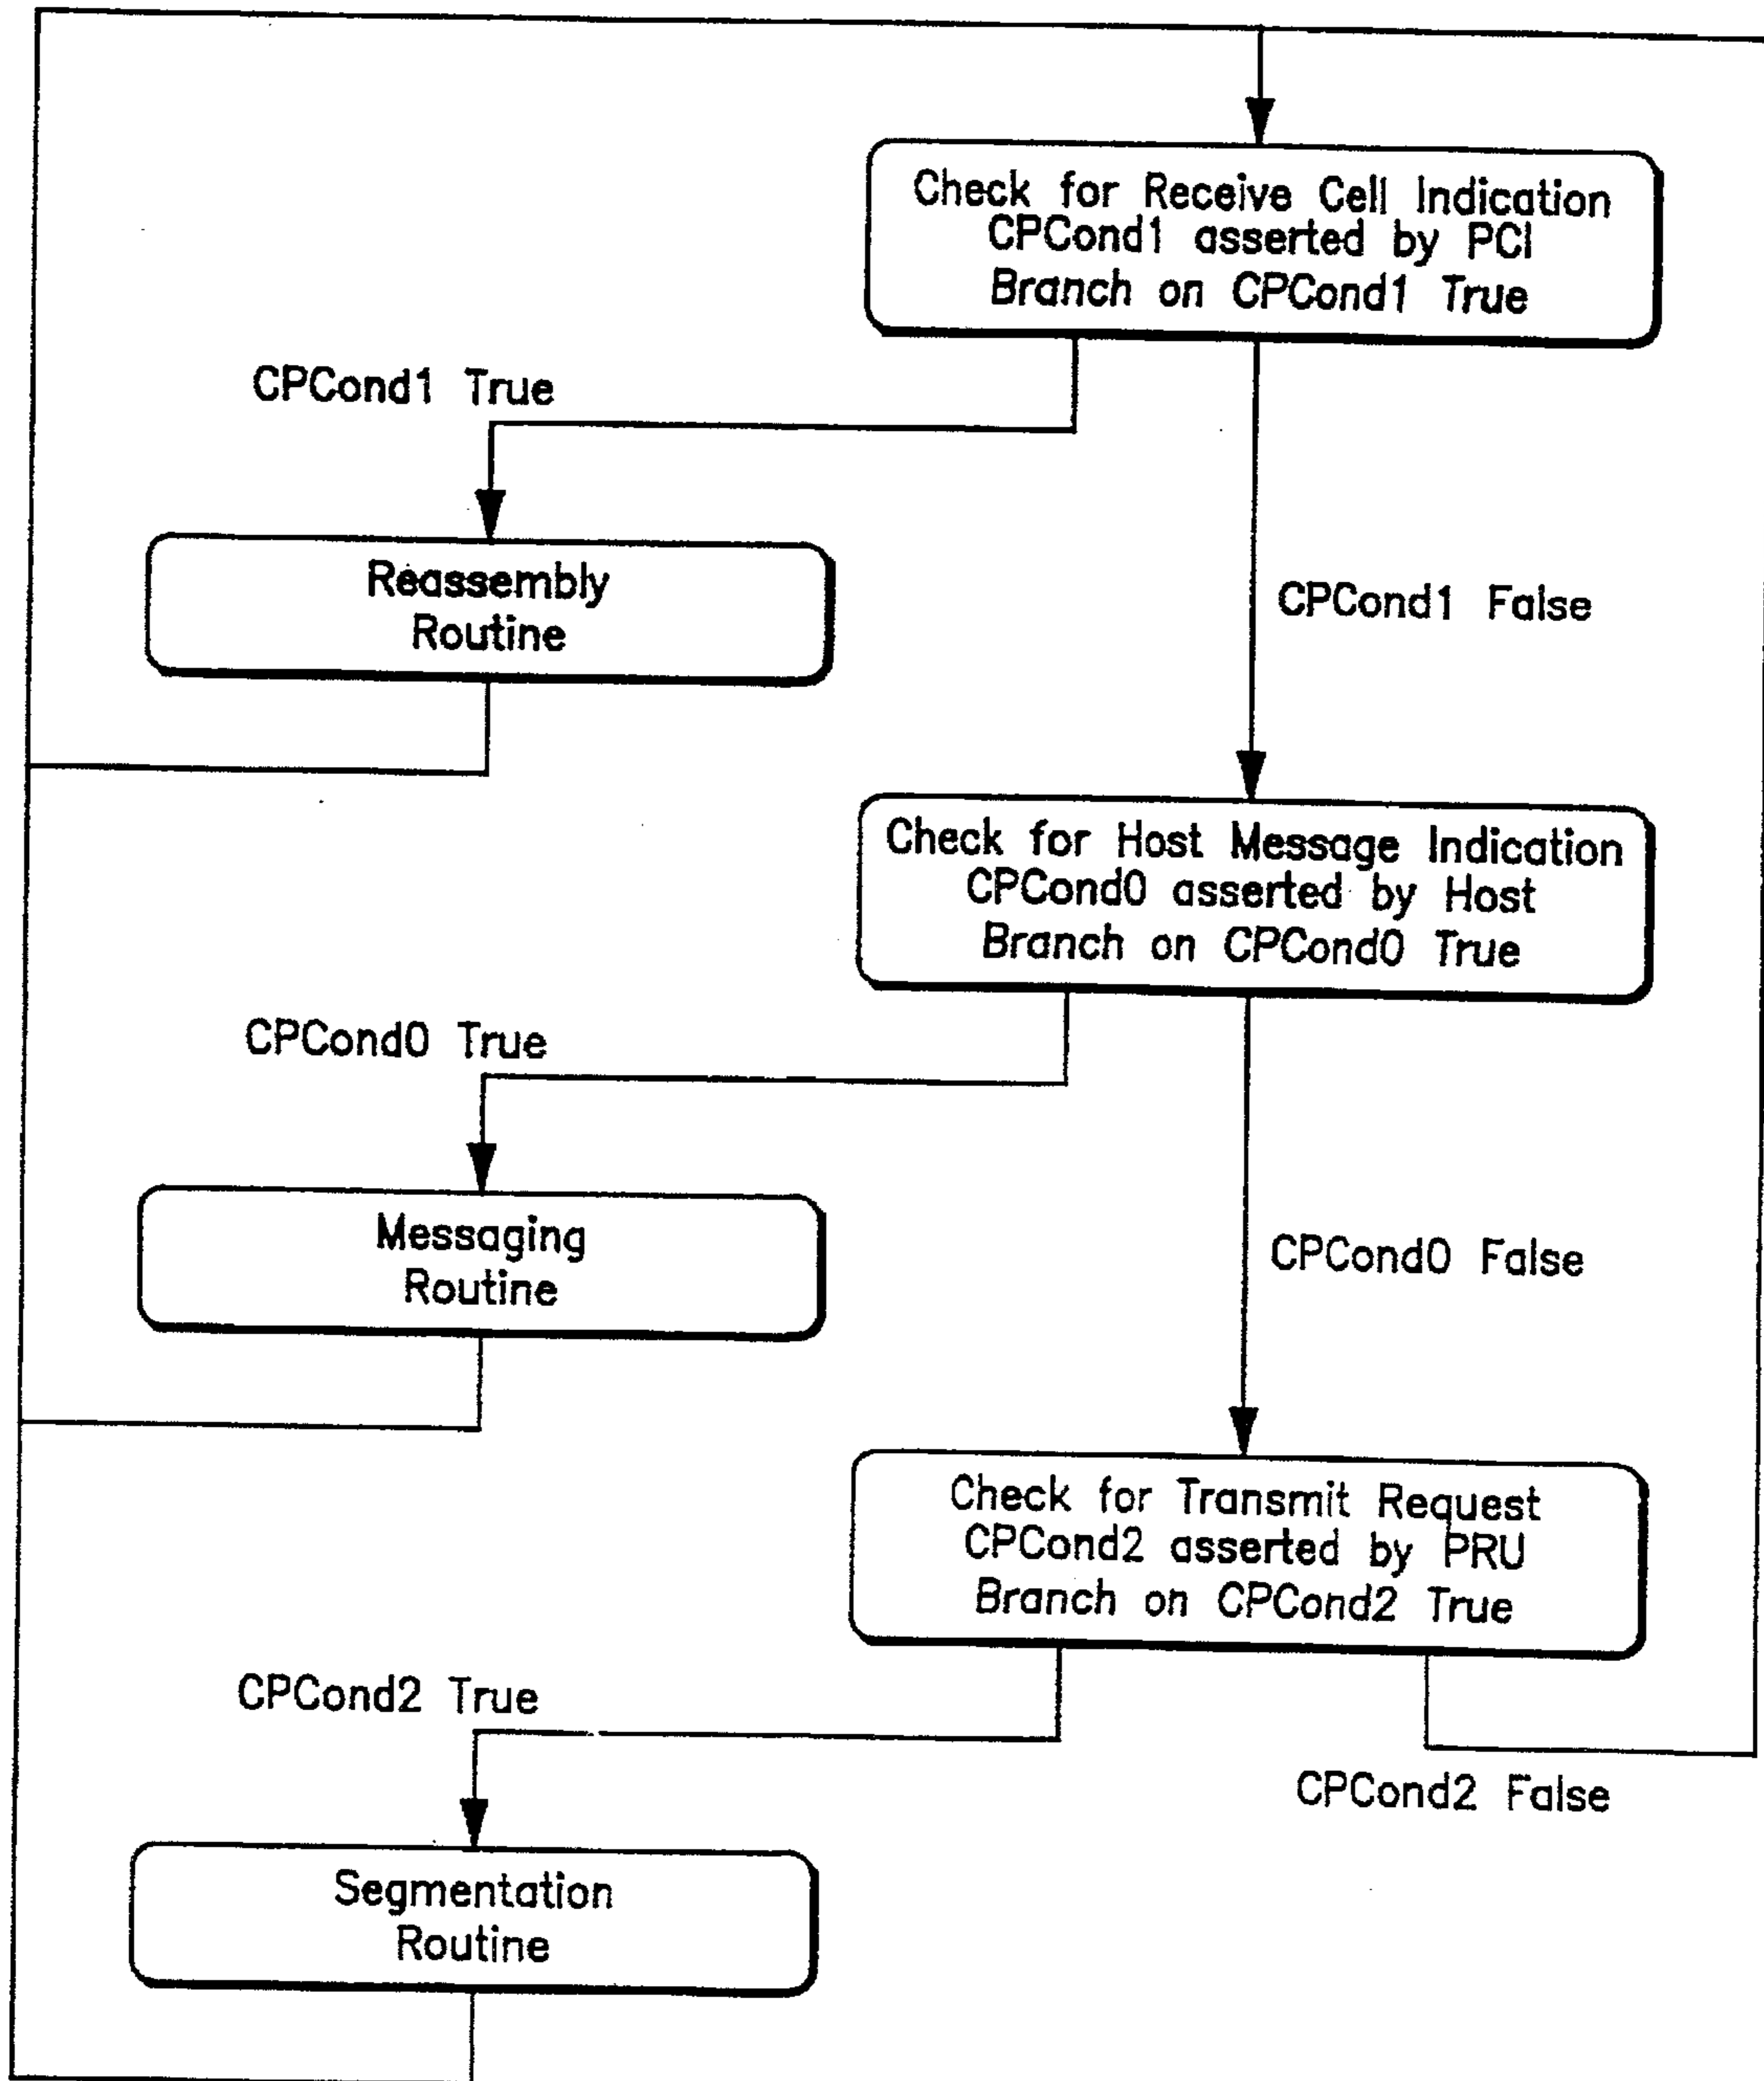 Check for Receive Cell Indication
CPCond1 asserted by PCI
Branch on CPCond1 True
CPCond1 True
Reassembly
Routine
CPCond1 False
Check for Host Message Indication
CPCond0 asserted by Host
Branch on CPCond0 True
CPCond0 True
Messaging
Routine
CPCond0 False
Check for Transmit Request
CPCond2 asserted by PRU
Branch on CPCond2 True
CPCond2 True
CPCond2 False
Segmentation
Routine